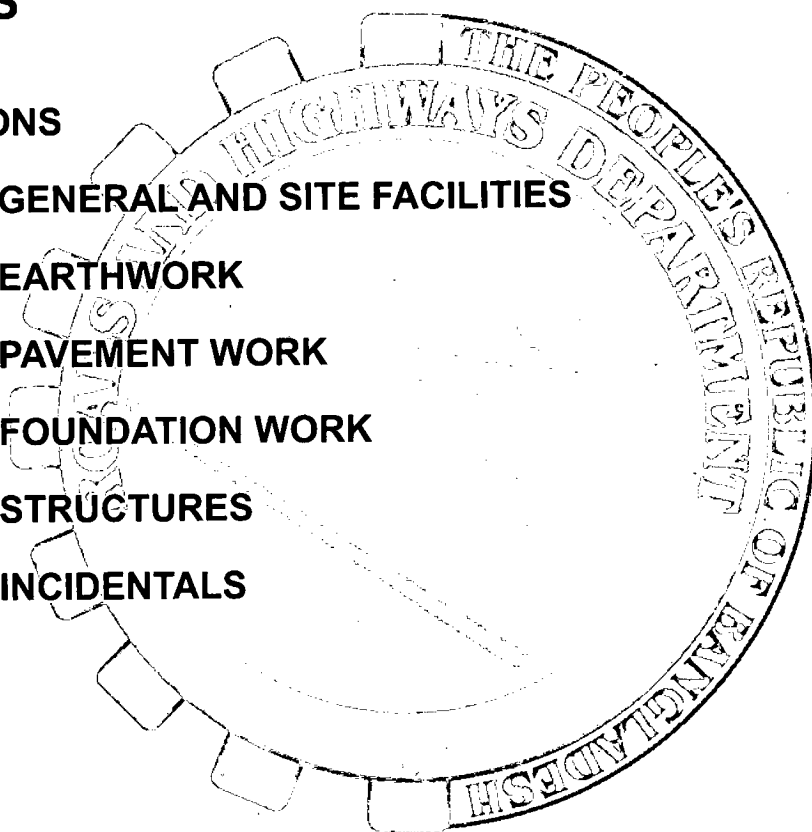 S
ONS
GENERAL AND SITE FACILITIES
EARTHWORK
PAVEMENT WORK
FOUNDATION WORK
STRUCTURES
INCIDENTALS
ROADS AND HIGHWAYS DEPARTMENT
THE PEOPLE'S REPUBLIC OF BANGLADESH